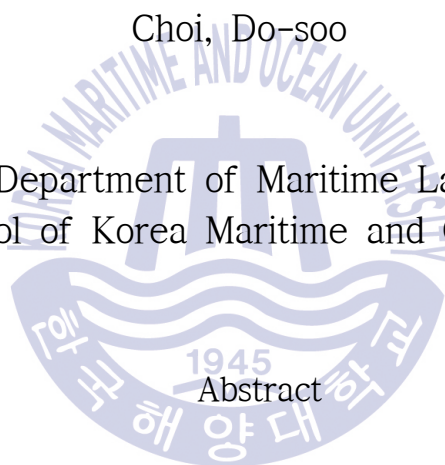 Choi, Do-soo
KOREA MARITIME AND OCEAN UNIVERSITY
Department of Maritime La
ol of Korea Maritime and
1945
Abstract
한국해양대학교